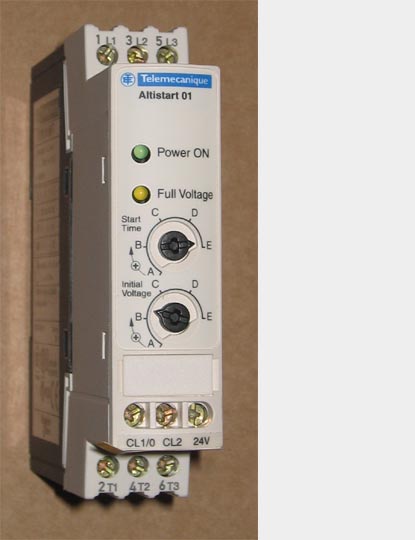 1 L1 3 L2 5 L3
Telemecanique
Altistart 01
Power ON
Full Voltage
Start
Time
A B C D E
Initial
Voltage
A B C D E
CL1/0 CL2 24V
2 T1 4 T2 6 T3